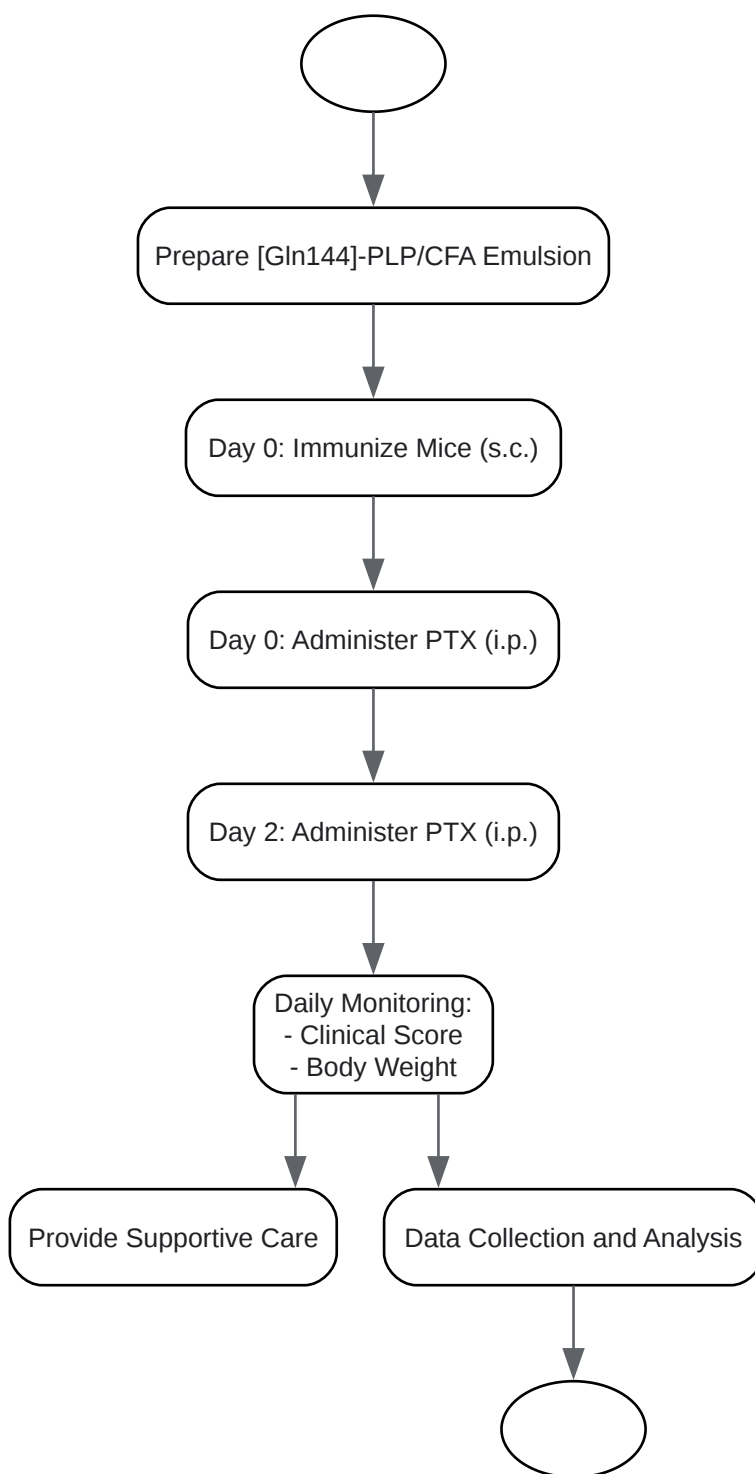 Prepare [Gln144]-PLP/CFA Emulsion
Day 0: Immunize Mice (s.c.)
Day 0: Administer PTX (i.p.)
Day 2: Administer PTX (i.p.)
Daily Monitoring:
- Clinical Score
- Body Weight
Provide Supportive Care
Data Collection and Analysis